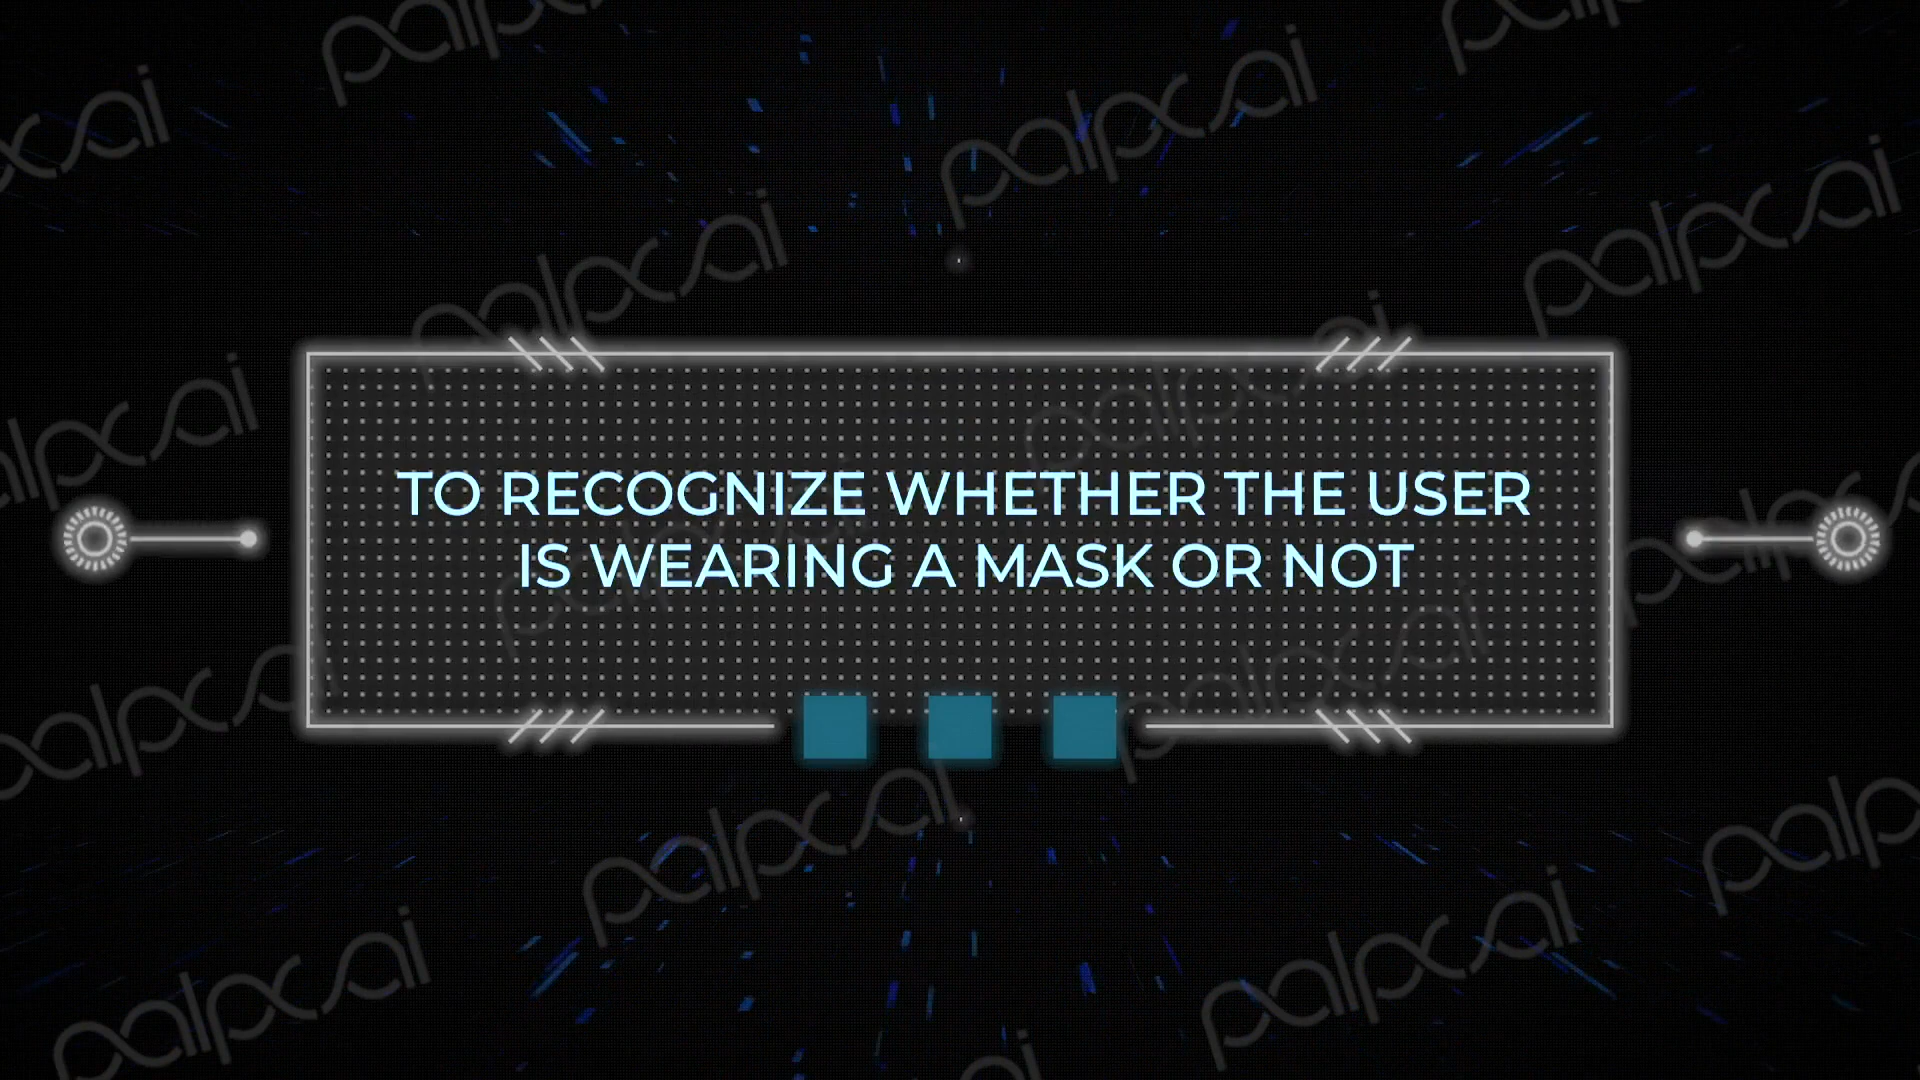 TO RECOGNIZE WHETHER THE USER
IS WEARING A MASK OR NOT